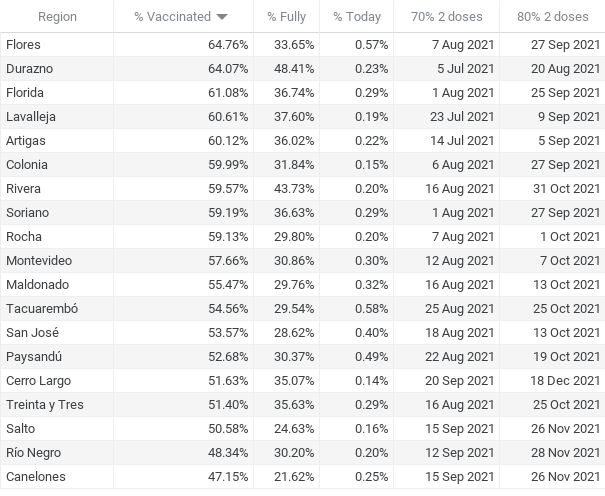 Region % Vaccinated % Fully % Today 70% 2 doses 80% 2 doses
Flores 64.76% 33.65% 0.57% 7 Aug 2021 27 Sep 2021
Durazno 64.07% 48.41% 0.23% 5 Jul 2021 20 Aug 2021
Florida 61.08% 36.74% 0.29% 1 Aug 2021 25 Sep 2021
Lavalleja 60.61% 37.60% 0.19% 23 Jul 2021 9 Sep 2021
Artigas 60.12% 36.02% 0.22% 14 Jul 2021 5 Sep 2021
Colonia 59.99% 31.84% 0.15% 6 Aug 2021 27 Sep 2021
Rivera 59.57% 43.73% 0.20% 16 Aug 2021 31 Oct 2021
Soriano 59.19% 36.63% 0.29% 1 Aug 2021 27 Sep 2021
Rocha 59.13% 29.80% 0.20% 7 Aug 2021 1 Oct 2021
Montevideo 57.66% 30.86% 0.30% 12 Aug 2021 7 Oct 2021
Maldonado 55.47% 29.76% 0.32% 16 Aug 2021 13 Oct 2021
Tacuarembó 54.56% 29.54% 0.58% 25 Aug 2021 25 Oct 2021
San José 53.57% 28.62% 0.40% 18 Aug 2021 13 Oct 2021
Paysandú 52.68% 30.37% 0.49% 22 Aug 2021 19 Oct 2021
Cerro Largo 51.63% 35.07% 0.14% 20 Sep 2021 18 Dec 2021
Treinta y Tres 51.40% 35.63% 0.29% 16 Aug 2021 25 Oct 2021
Salto 50.58% 24.63% 0.16% 15 Sep 2021 26 Nov 2021
Río Negro 48.34% 30.20% 0.20% 12 Sep 2021 28 Nov 2021
Canelones 47.15% 21.62% 0.25% 15 Sep 2021 26 Nov 2021